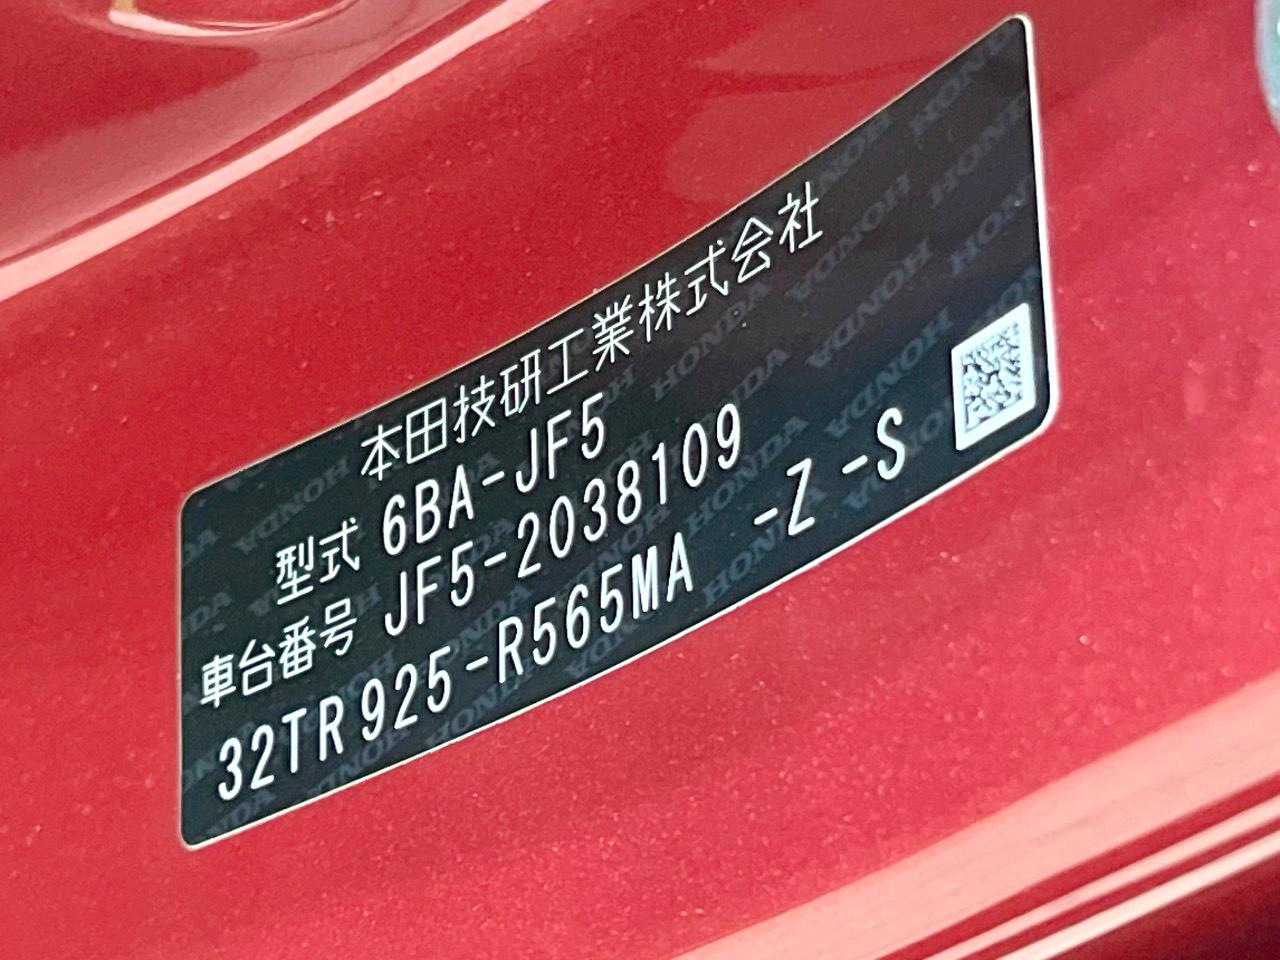 本田技研工業株式会社
型式 6BA-JF5
車台番号 JF5-2038109
32TR925-R565MA -Z-S